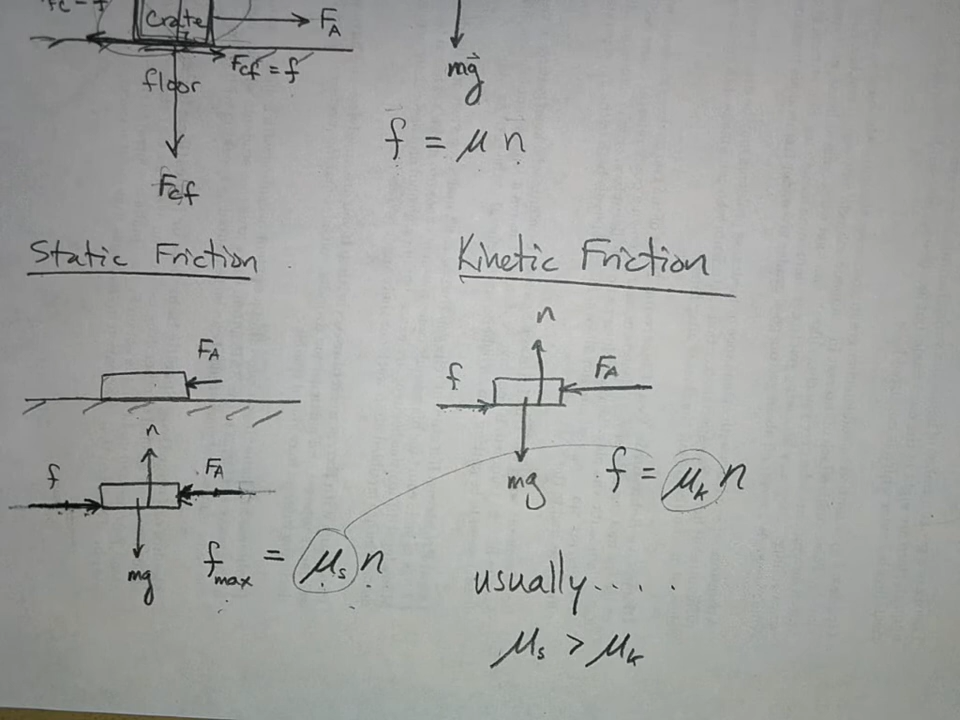 Crate
F_A
F_cf = f
floor
mg⃗
f = μ n
F_cf
Static Friction
Kinetic Friction
n
F_A
f
F_A
n
f
F_A
mg
f = μ_k n
mg
f_max = μ_s n
usually....
μ_s > μ_k